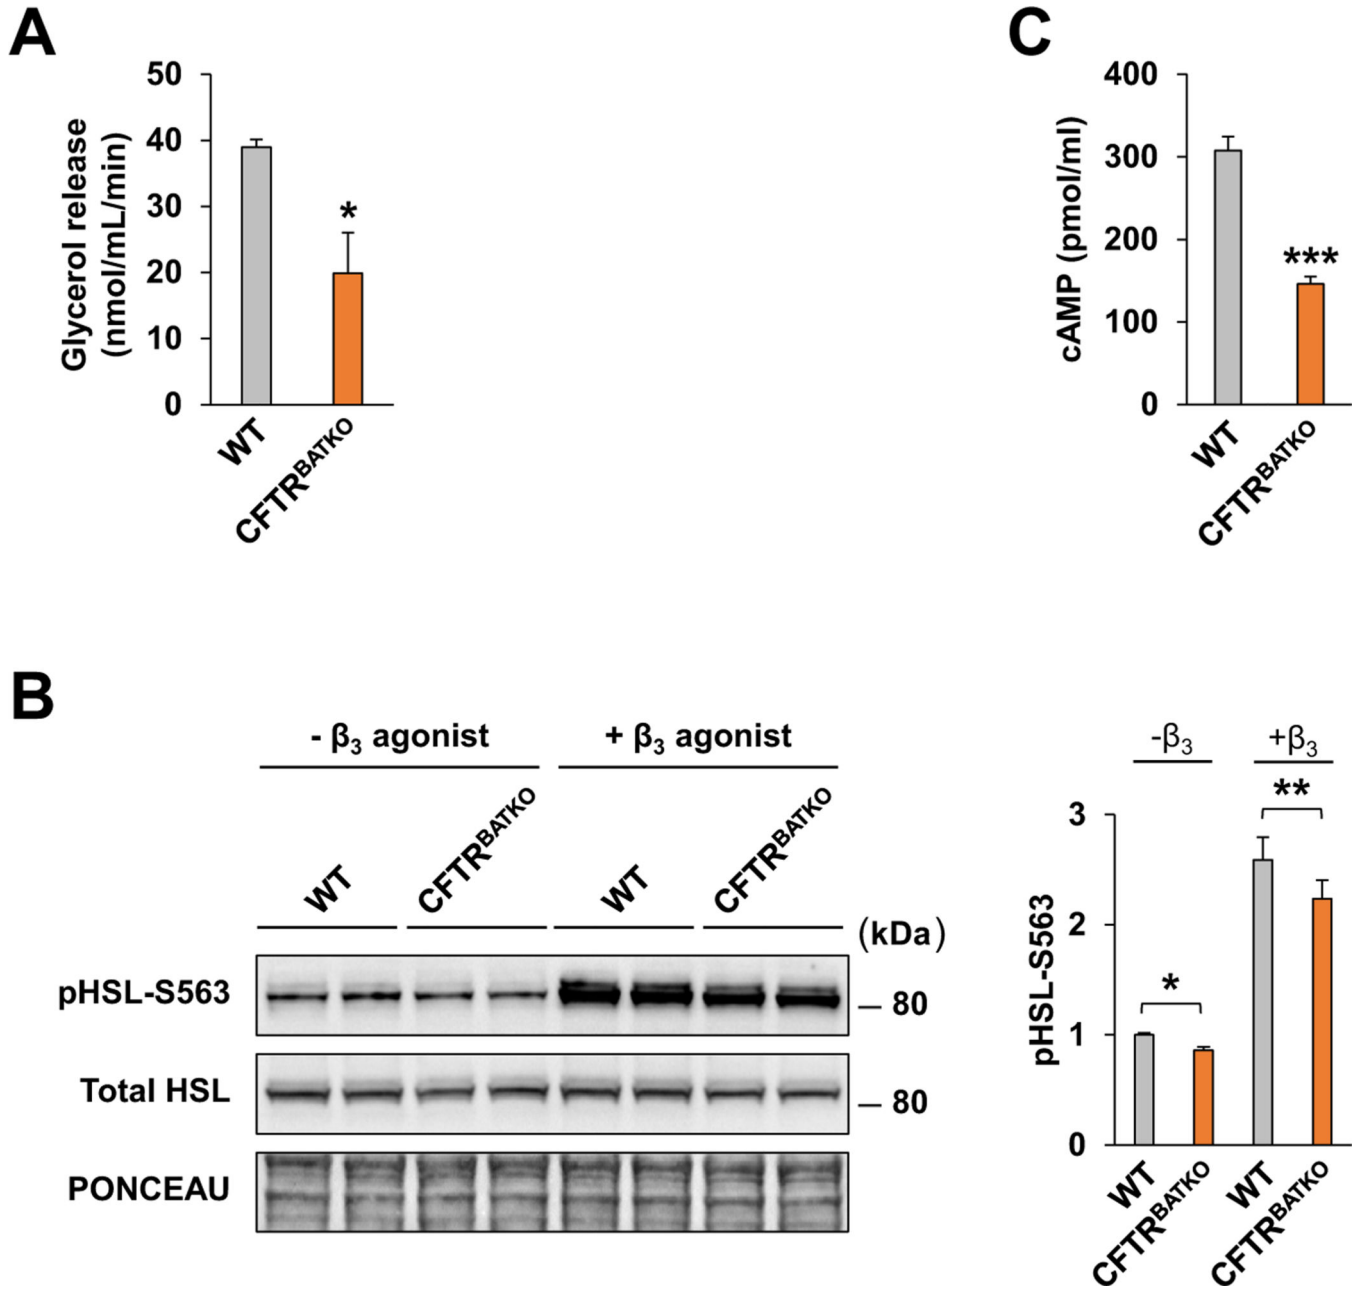 A
50
40
30
20
10
0
Glycerol release
(nmol/mL/min)
*
WT
CFTRᴮᴬᵀᴷᴼ
C
400
300
200
100
0
cAMP (pmol/ml)
***
WT
CFTRᴮᴬᵀᴷᴼ
B
- β₃ agonist
+ β₃ agonist
WT
CFTRᴮᴬᵀᴷᴼ
WT
CFTRᴮᴬᵀᴷᴼ
(kDa)
pHSL-S563
80
Total HSL
80
PONCEAU
-β₃
+β₃
**
*
3
2
1
0
pHSL-S563
WT
CFTRᴮᴬᵀᴷᴼ
WT
CFTRᴮᴬᵀᴷᴼ